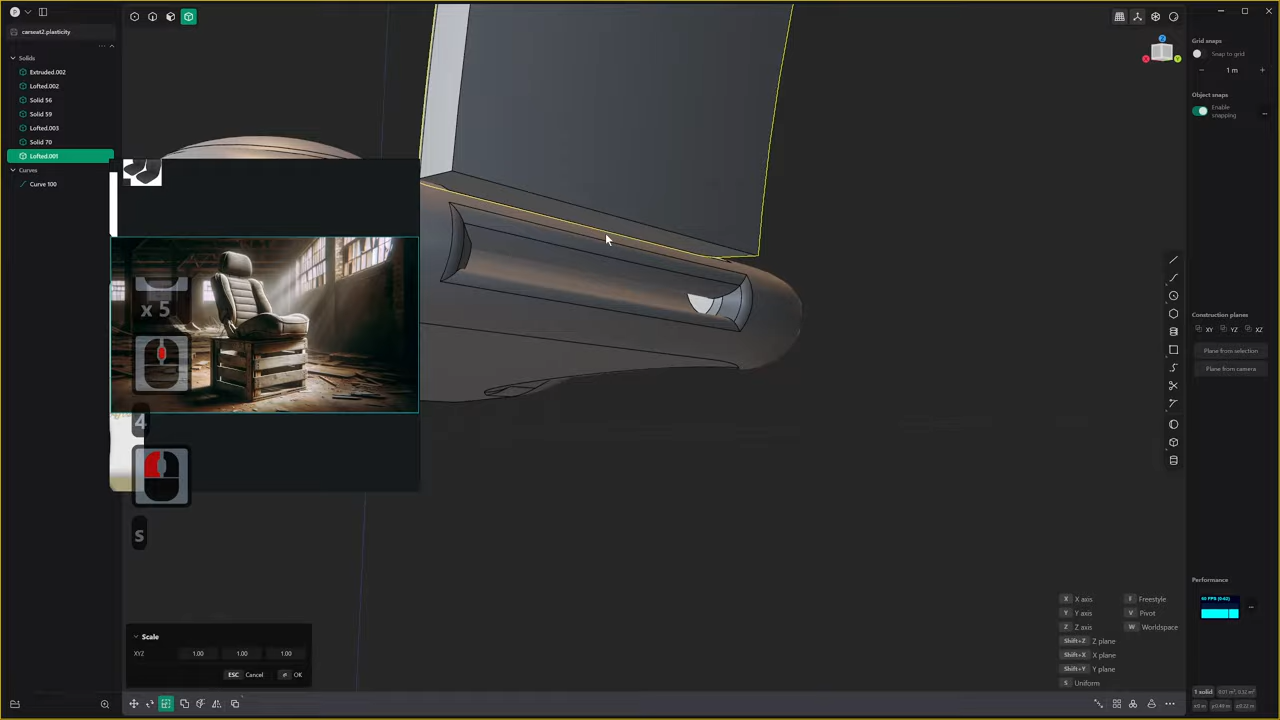 P
carseat2.plasticity
Solids
Extruded.002
Lofted.002
Solid 56
Solid 59
Lofted.003
Solid 70
Lofted.001
Curves
Curve 100
x 5
4
s
Scale
XYZ
1.00
1.00
1.00
ESC Cancel
OK
Z
X
Y
Grid snaps
Snap to grid
1 m
Object snaps
Enable
snapping
Construction planes
XY
YZ
XZ
Plane from selection
Plane from camera
Performance
X X axis
F Freestyle
Y Y axis
V Pivot
Z Z axis
W Worldspace
Shift+Z Z plane
Shift+X X plane
Shift+Y Y plane
S Uniform
1 solid